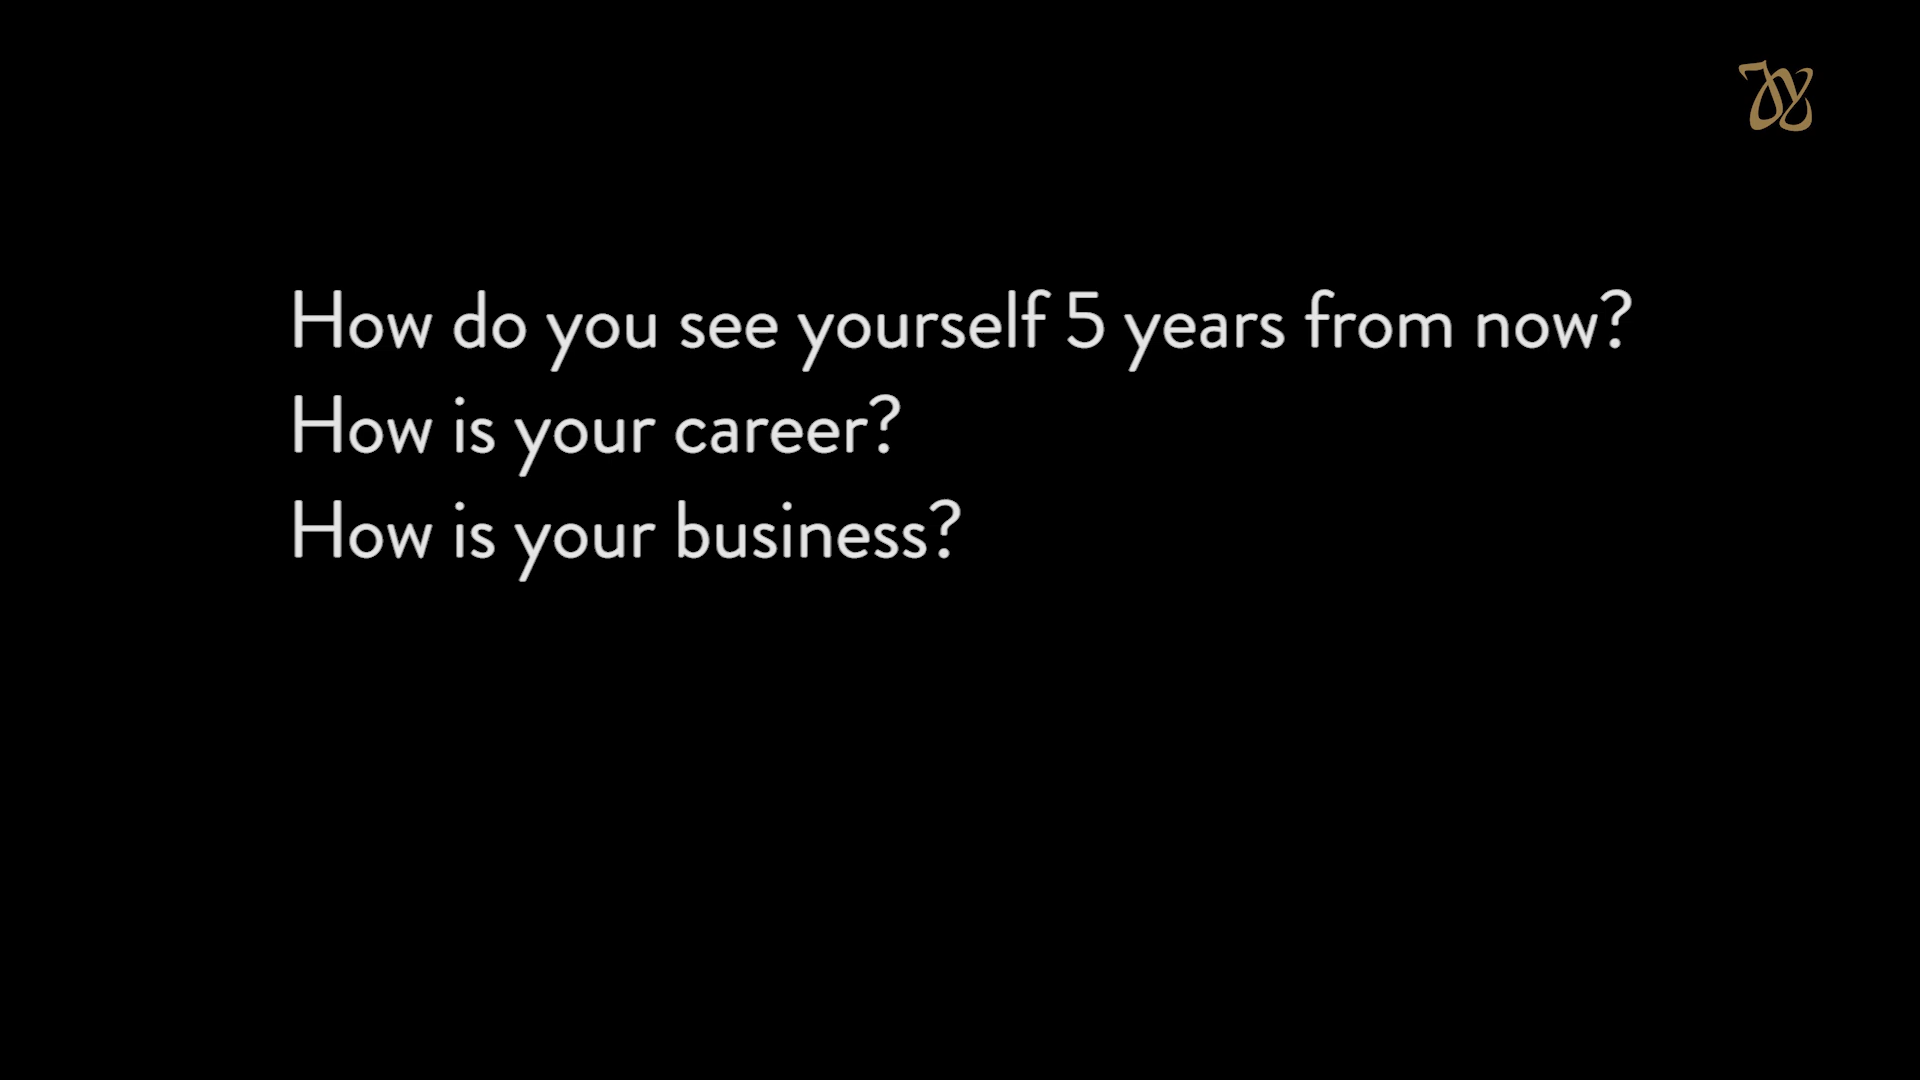 How do you see yourself 5 years from now?
How is your career?
How is your business?